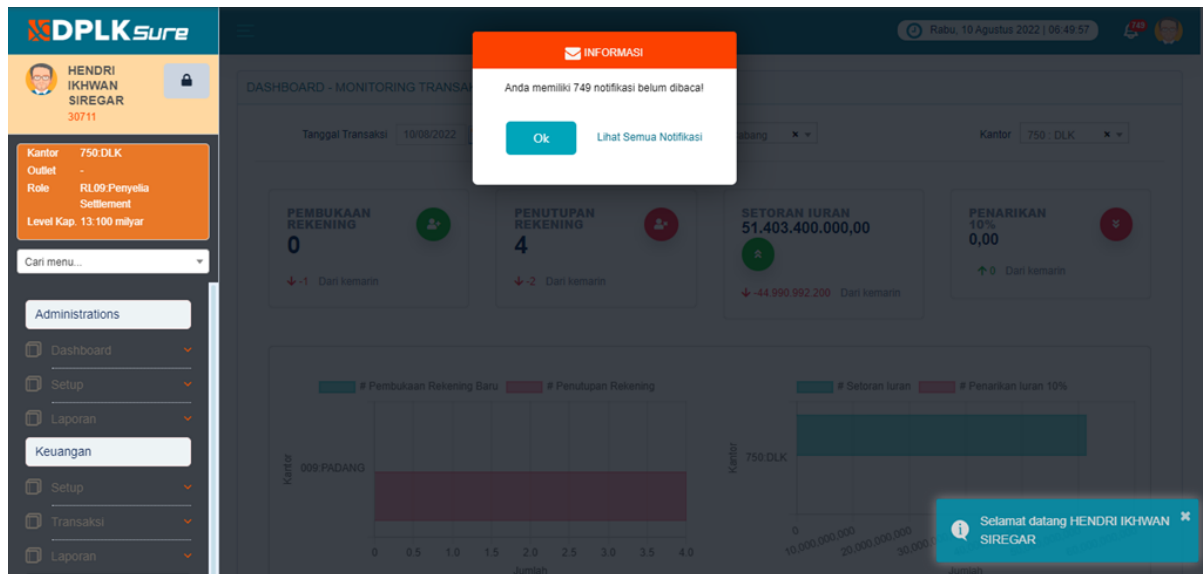 DPLKSure
HENDRI
IKHWAN
SIREGAR
30711
Kantor 750:DLK
Outlet -
Role RL09:Penyelia
Settlement
Level Kap. 13:100 milyar
Cari menu...
Administrations
Dashboard
Setup
Laporan
Keuangan
Setup
Transaksi
Laporan
Rabu, 10 Agustus 2022 | 06:49:57
749
INFORMASI
Anda memiliki 749 notifikasi belum dibaca!
Ok Lihat Semua Notifikasi
DASHBOARD - MONITORING
Tanggal Transaksi 10/08/2022
Kantor 750 : DLK
PEMBUKAAN
REKENING
0
-1 Dari kemarin
PENUTUPAN
REKENING
4
-2 Dari kemarin
SETORAN IURAN
51.403.400.000,00
-44.990.992.200 Dari kemarin
PENARIKAN
10%
0,00
0 Dari kemarin
# Pembukaan Rekening Baru # Penutupan Rekening
Kantor
009:PADANG
0 0.5 1.0 1.5 2.0 2.5 3.0 3.5 4.0
Jumlah
# Setoran Iuran # Penarikan Iuran 10%
Kantor
750:DLK
0 10,000,000,000 20,000,000,000
Jumlah
Selamat datang HENDRI IKHWAN
SIREGAR